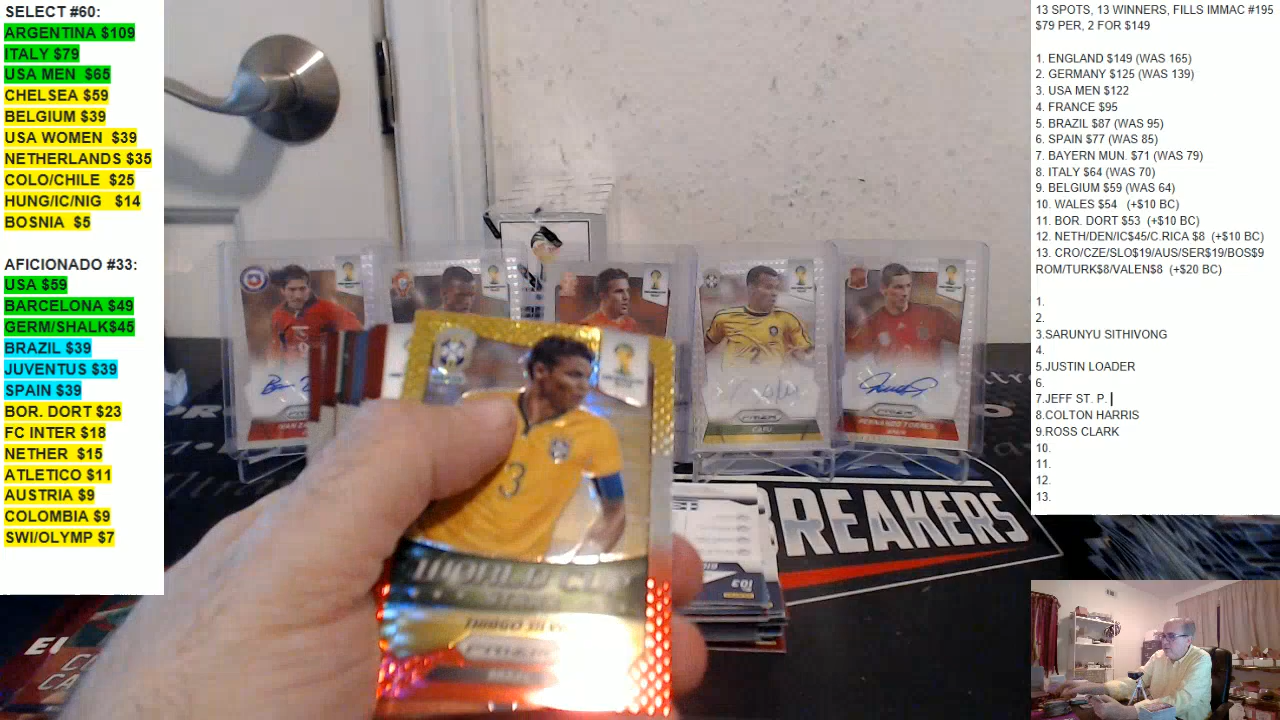 SELECT #60:
ARGENTINA $109
ITALY $79
USA MEN $65
CHELSEA $59
BELGIUM $39
USA WOMEN $39
NETHERLANDS $35
COLO/CHILE $25
HUNG/IC/NIG $14
BOSNIA $5
AFICIONADO #33:
USA $59
BARCELONA $49
GERM/SHALK$45
BRAZIL $39
JUVENTUS $39
SPAIN $39
BOR. DORT $23
FC INTER $18
NETHER $15
ATLETICO $11
AUSTRIA $9
COLOMBIA $9
SWI/OLYMP $7
13 SPOTS, 13 WINNERS, FILLS IMMAC #195
$79 PER, 2 FOR $149
1. ENGLAND $149 (WAS 165)
2. GERMANY $125 (WAS 139)
3. USA MEN $122
4. FRANCE $95
5. BRAZIL $87 (WAS 95)
6. SPAIN $77 (WAS 85)
7. BAYERN MUN. $71 (WAS 79)
8. ITALY $64 (WAS 70)
9. BELGIUM $59 (WAS 64)
10. WALES $54 (+$10 BC)
11. BOR. DORT $53 (+$10 BC)
12. NETH/DEN/IC$45/C.RICA $8 (+$10 BC)
13. CRO/CZE/SLO$19/AUS/SER$19/BOS$9
ROM/TURK$8/VALEN$8 (+$20 BC)
1.
2.
3.SARUNYU SITHIVONG
4.
5.JUSTIN LOADER
6.
7.JEFF ST. P.
8.COLTON HARRIS
9.ROSS CLARK
10.
11.
12.
13.
CAFU
FERNANDO TORRES
BREAKERS
3
WORLD CUP
PRIZM
103